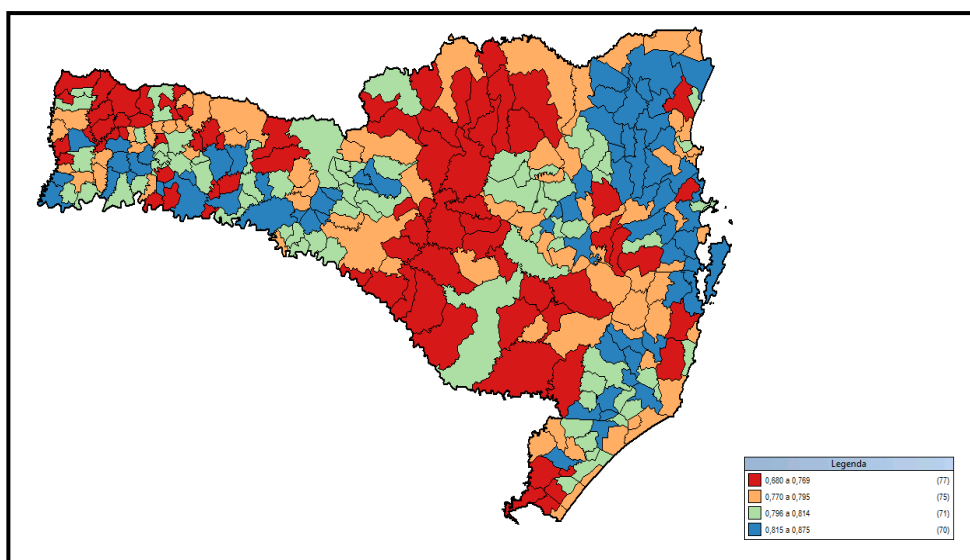 Legenda
0,680 a 0,769 (77)
0,770 a 0,795 (75)
0,796 a 0,814 (71)
0,815 a 0,875 (70)